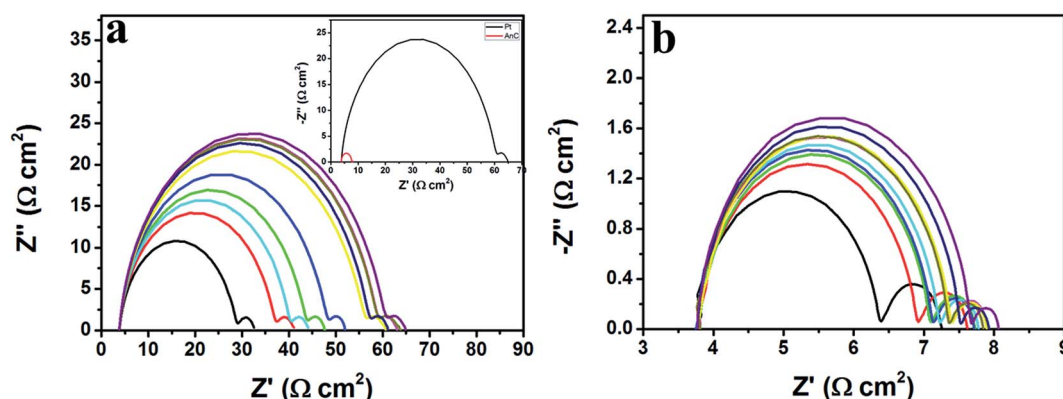 a
Z'' (Ω cm²)
35
30
25
20
15
10
5
0
0 10 20 30 40 50 60 70 80 90
Z' (Ω cm²)
Pt
AnC
-Z'' (Ω cm²)
25
20
15
10
5
0
0 10 20 30 40 50 60 70
Z' (Ω cm²)
b
-Z'' (Ω cm²)
2.4
2.0
1.6
1.2
0.8
0.4
0.0
3 4 5 6 7 8 9
Z' (Ω cm²)